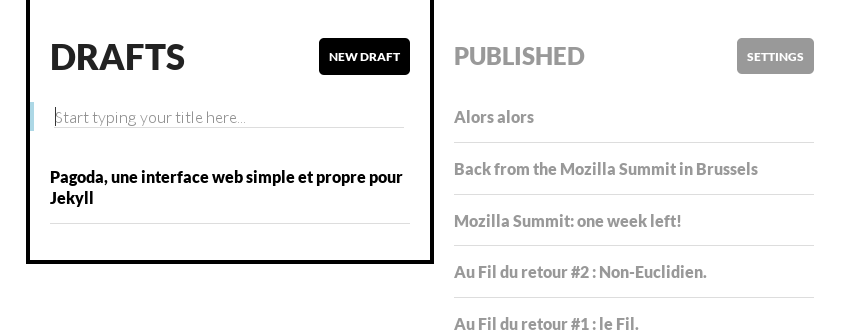 DRAFTS
NEW DRAFT
Start typing your title here...
Pagoda, une interface web simple et propre pour
Jekyll
PUBLISHED
SETTINGS
Alors alors
Back from the Mozilla Summit in Brussels
Mozilla Summit: one week left!
Au Fil du retour #2 : Non-Euclidien.
Au Fil du retour #1 : le Fil.